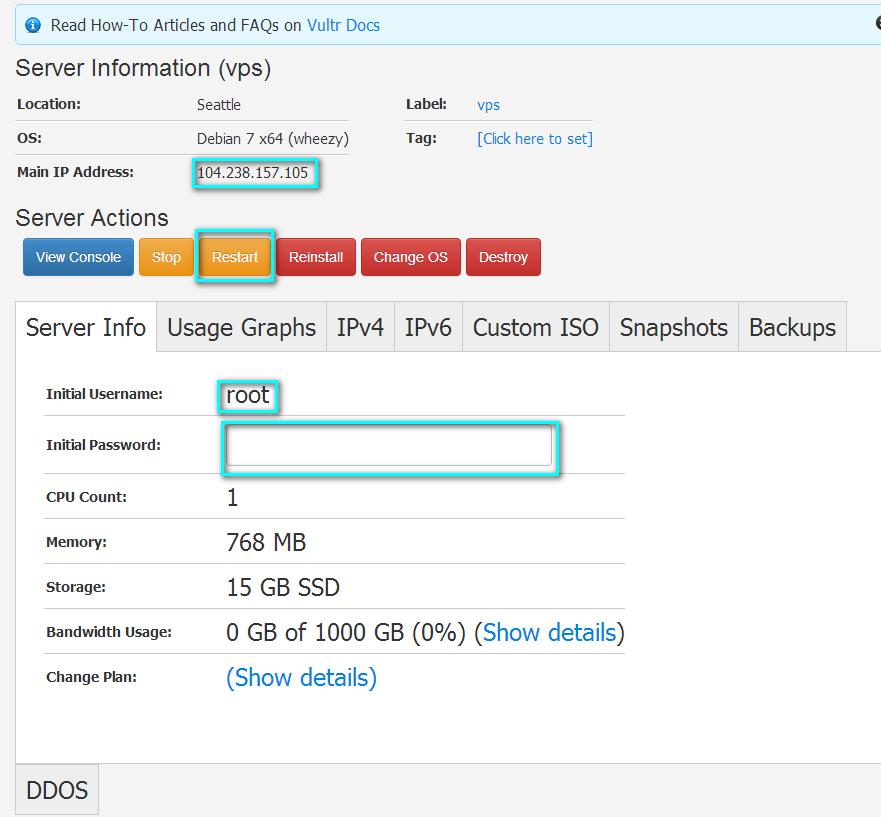 Read How-To Articles and FAQs on Vultr Docs
Server Information (vps)
Location: Seattle Label: vps
OS: Debian 7 x64 (wheezy) Tag: [Click here to set]
Main IP Address: 104.238.157.105
Server Actions
View Console Stop Restart Reinstall Change OS Destroy
Server Info Usage Graphs IPv4 IPv6 Custom ISO Snapshots Backups
Initial Username: root
Initial Password:
CPU Count: 1
Memory: 768 MB
Storage: 15 GB SSD
Bandwidth Usage: 0 GB of 1000 GB (0%) (Show details)
Change Plan: (Show details)
DDOS